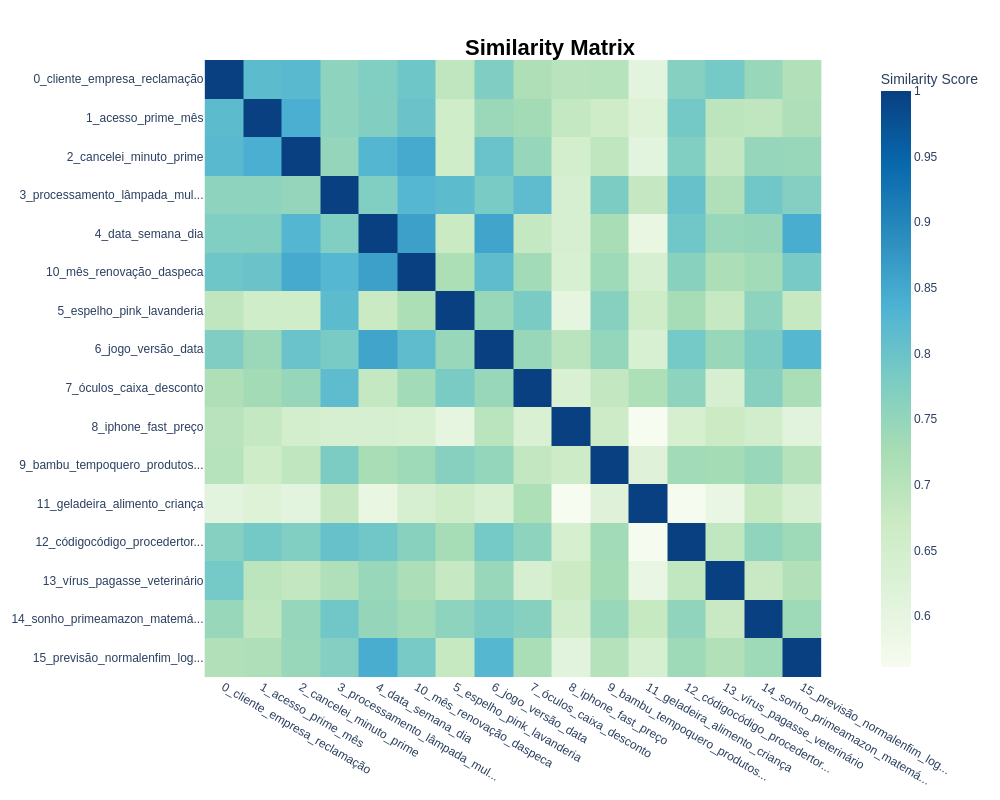 Similarity Matrix
0_cliente_empresa_reclamação
1_acesso_prime_mês
2_cancelei_minuto_prime
3_processamento_lâmpada_mul...
4_data_semana_dia
10_mês_renovação_daspeca
5_espelho_pink_lavanderia
6_jogo_versão_data
7_óculos_caixa_desconto
8_iphone_fast_preço
9_bambu_tempoquero_produtos...
11_geladeira_alimento_criança
12_códigocódigo_procedertor...
13_vírus_pagasse_veterinário
14_sonho_primeamazon_matemá...
15_previsão_normalenfim_log...
0_cliente_empresa_reclamação
1_acesso_prime_mês
2_cancelei_minuto_prime
3_processamento_lâmpada_mul...
4_data_semana_dia
10_mês_renovação_daspeca
5_espelho_pink_lavanderia
6_jogo_versão_data
7_óculos_caixa_desconto
8_iphone_fast_preço
9_bambu_tempoquero_produtos...
11_geladeira_alimento_criança
12_códigocódigo_procedertor...
13_vírus_pagasse_veterinário
14_sonho_primeamazon_matemá...
15_previsão_normalenfim_log...
Similarity Score
1
0.95
0.9
0.85
0.8
0.75
0.7
0.65
0.6